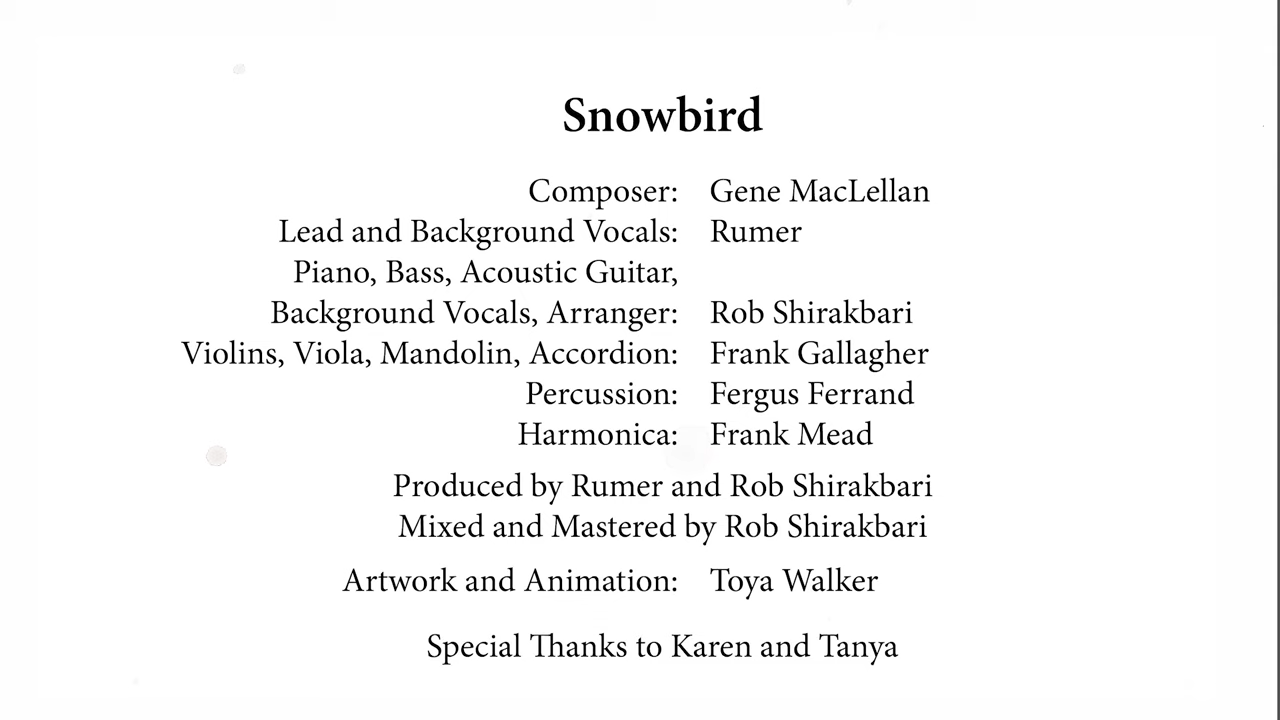 Snowbird
Composer: Gene MacLellan
Lead and Background Vocals: Rumer
Piano, Bass, Acoustic Guitar,
Background Vocals, Arranger: Rob Shirakbari
Violins, Viola, Mandolin, Accordion: Frank Gallagher
Percussion: Fergus Ferrand
Harmonica: Frank Mead
Produced by Rumer and Rob Shirakbari
Mixed and Mastered by Rob Shirakbari
Artwork and Animation: Toya Walker
Special Thanks to Karen and Tanya